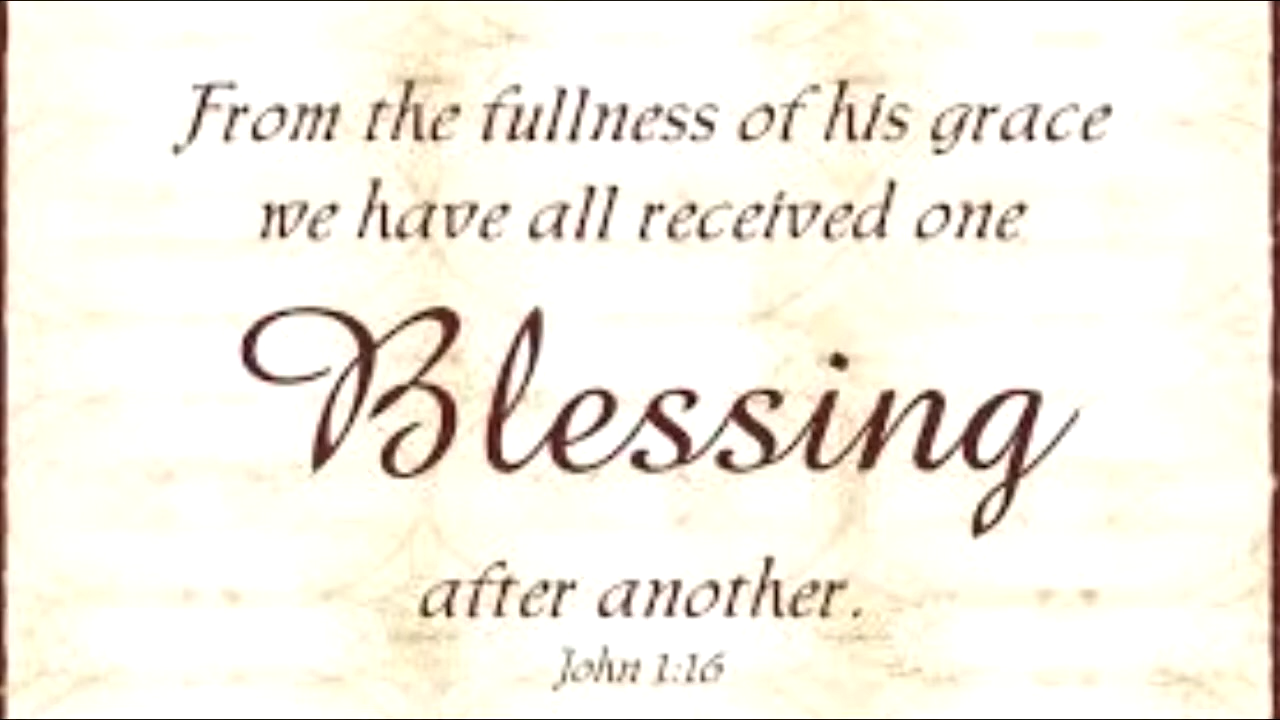 From the fullness of his grace
we have all received one
Blessing
after another.
John 1:16